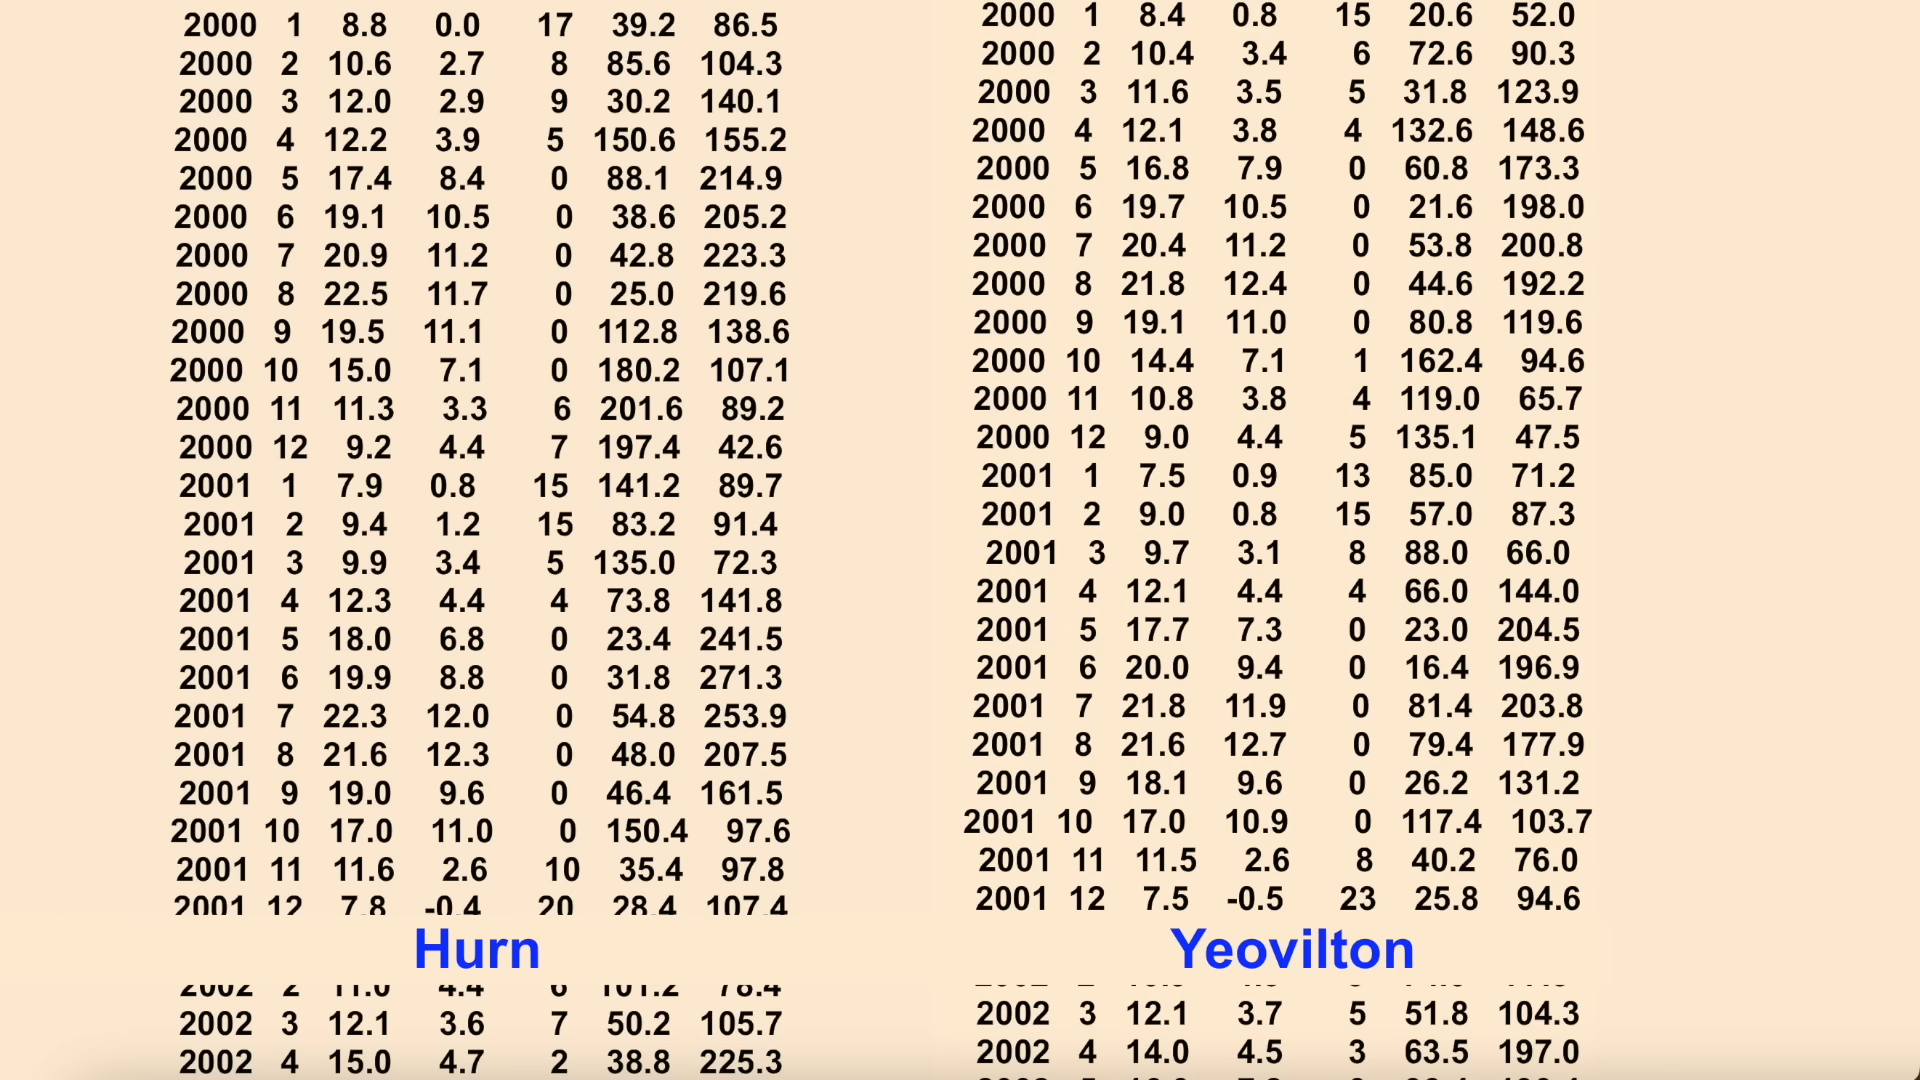 2000 1 8.8 0.0 17 39.2 86.5
2000 2 10.6 2.7 8 85.6 104.3
2000 3 12.0 2.9 9 30.2 140.1
2000 4 12.2 3.9 5 150.6 155.2
2000 5 17.4 8.4 0 88.1 214.9
2000 6 19.1 10.5 0 38.6 205.2
2000 7 20.9 11.2 0 42.8 223.3
2000 8 22.5 11.7 0 25.0 219.6
2000 9 19.5 11.1 0 112.8 138.6
2000 10 15.0 7.1 0 180.2 107.1
2000 11 11.3 3.3 6 201.6 89.2
2000 12 9.2 4.4 7 197.4 42.6
2001 1 7.9 0.8 15 141.2 89.7
2001 2 9.4 1.2 15 83.2 91.4
2001 3 9.9 3.4 5 135.0 72.3
2001 4 12.3 4.4 4 73.8 141.8
2001 5 18.0 6.8 0 23.4 241.5
2001 6 19.9 8.8 0 31.8 271.3
2001 7 22.3 12.0 0 54.8 253.9
2001 8 21.6 12.3 0 48.0 207.5
2001 9 19.0 9.6 0 46.4 161.5
2001 10 17.0 11.0 0 150.4 97.6
2001 11 11.6 2.6 10 35.4 97.8
2001 12 7.8 -0.4 20 28.4 107.4
Hurn
2002 3 12.1 3.6 7 50.2 105.7
2002 4 15.0 4.7 2 38.8 225.3
2000 1 8.4 0.8 15 20.6 52.0
2000 2 10.4 3.4 6 72.6 90.3
2000 3 11.6 3.5 5 31.8 123.9
2000 4 12.1 3.8 4 132.6 148.6
2000 5 16.8 7.9 0 60.8 173.3
2000 6 19.7 10.5 0 21.6 198.0
2000 7 20.4 11.2 0 53.8 200.8
2000 8 21.8 12.4 0 44.6 192.2
2000 9 19.1 11.0 0 80.8 119.6
2000 10 14.4 7.1 1 162.4 94.6
2000 11 10.8 3.8 4 119.0 65.7
2000 12 9.0 4.4 5 135.1 47.5
2001 1 7.5 0.9 13 85.0 71.2
2001 2 9.0 0.8 15 57.0 87.3
2001 3 9.7 3.1 8 88.0 66.0
2001 4 12.1 4.4 4 66.0 144.0
2001 5 17.7 7.3 0 23.0 204.5
2001 6 20.0 9.4 0 16.4 196.9
2001 7 21.8 11.9 0 81.4 203.8
2001 8 21.6 12.7 0 79.4 177.9
2001 9 18.1 9.6 0 26.2 131.2
2001 10 17.0 10.9 0 117.4 103.7
2001 11 11.5 2.6 8 40.2 76.0
2001 12 7.5 -0.5 23 25.8 94.6
Yeovilton
2002 3 12.1 3.7 5 51.8 104.3
2002 4 14.0 4.5 3 63.5 197.0